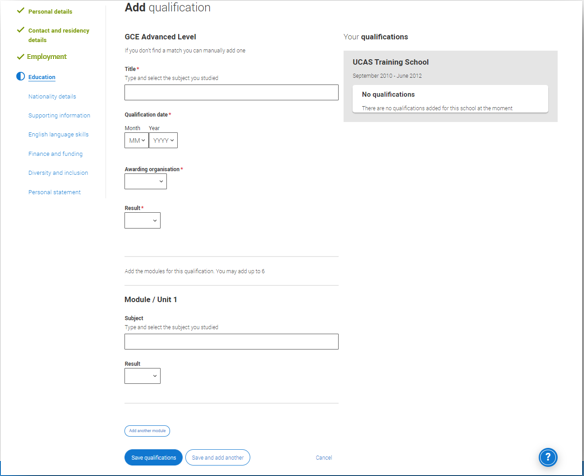 Personal details
Contact and residency
details
Employment
Education
Nationality details
Supporting information
English language skills
Finance and funding
Diversity and inclusion
Personal statement
Add qualification
GCE Advanced Level
If you don't find a match you can manually add one
Title *
Type and select the subject you studied
Qualification date *
Month Year
MM YYYY
Awarding organisation *
Result *
Add the modules for this qualification. You may add up to 6
Module / Unit 1
Subject
Type and select the subject you studied
Result
Add another module
Save qualifications Save and add another Cancel
Your qualifications
UCAS Training School
September 2010 - June 2012
No qualifications
There are no qualifications added for this school at the moment
?